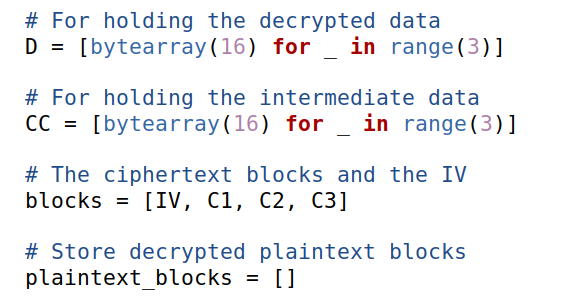 # For holding the decrypted data
D = [bytearray(16) for _ in range(3)]
# For holding the intermediate data
CC = [bytearray(16) for _ in range(3)]
# The ciphertext blocks and the IV
blocks = [IV, C1, C2, C3]
# Store decrypted plaintext blocks
plaintext_blocks = []